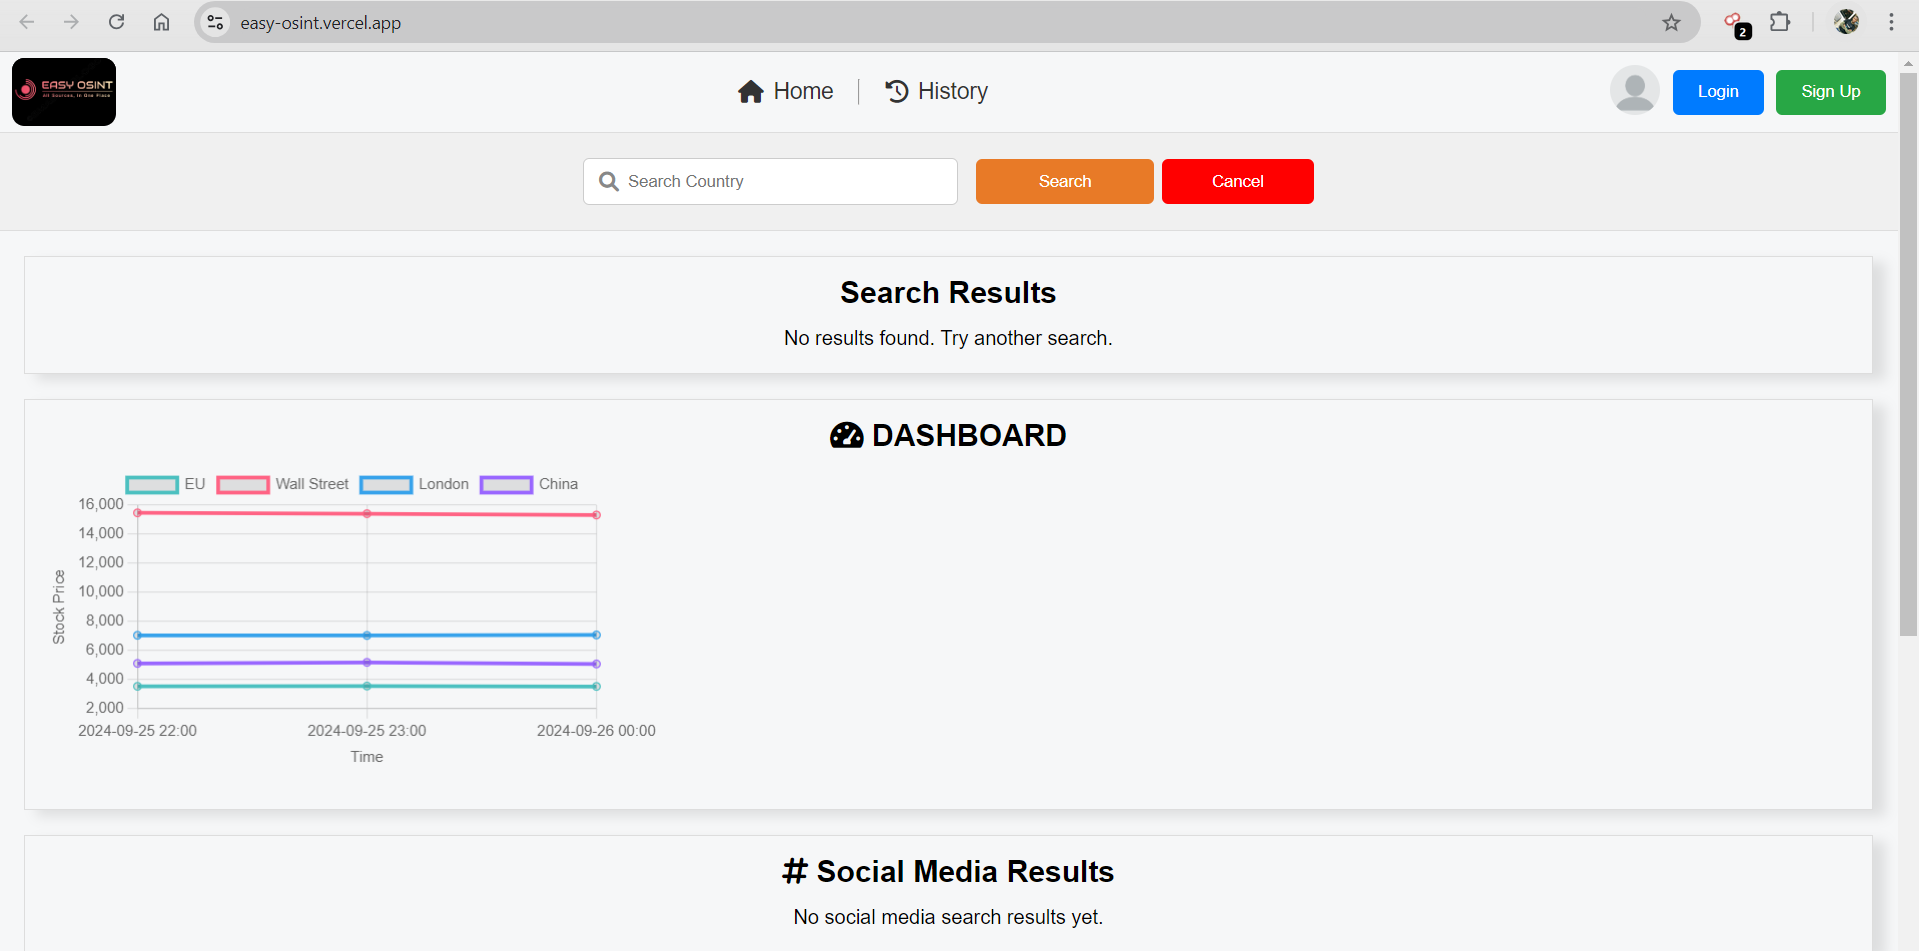 easy-osint.vercel.app
2
EASY OSINT
All Sources, In One Place
Home
History
Login
Sign Up
Search Country
Search
Cancel
Search Results
No results found. Try another search.
DASHBOARD
EU Wall Street London China
16,000
14,000
12,000
10,000
8,000
6,000
4,000
2,000
Stock Price
2024-09-25 22:00 2024-09-25 23:00 2024-09-26 00:00
Time
# Social Media Results
No social media search results yet.